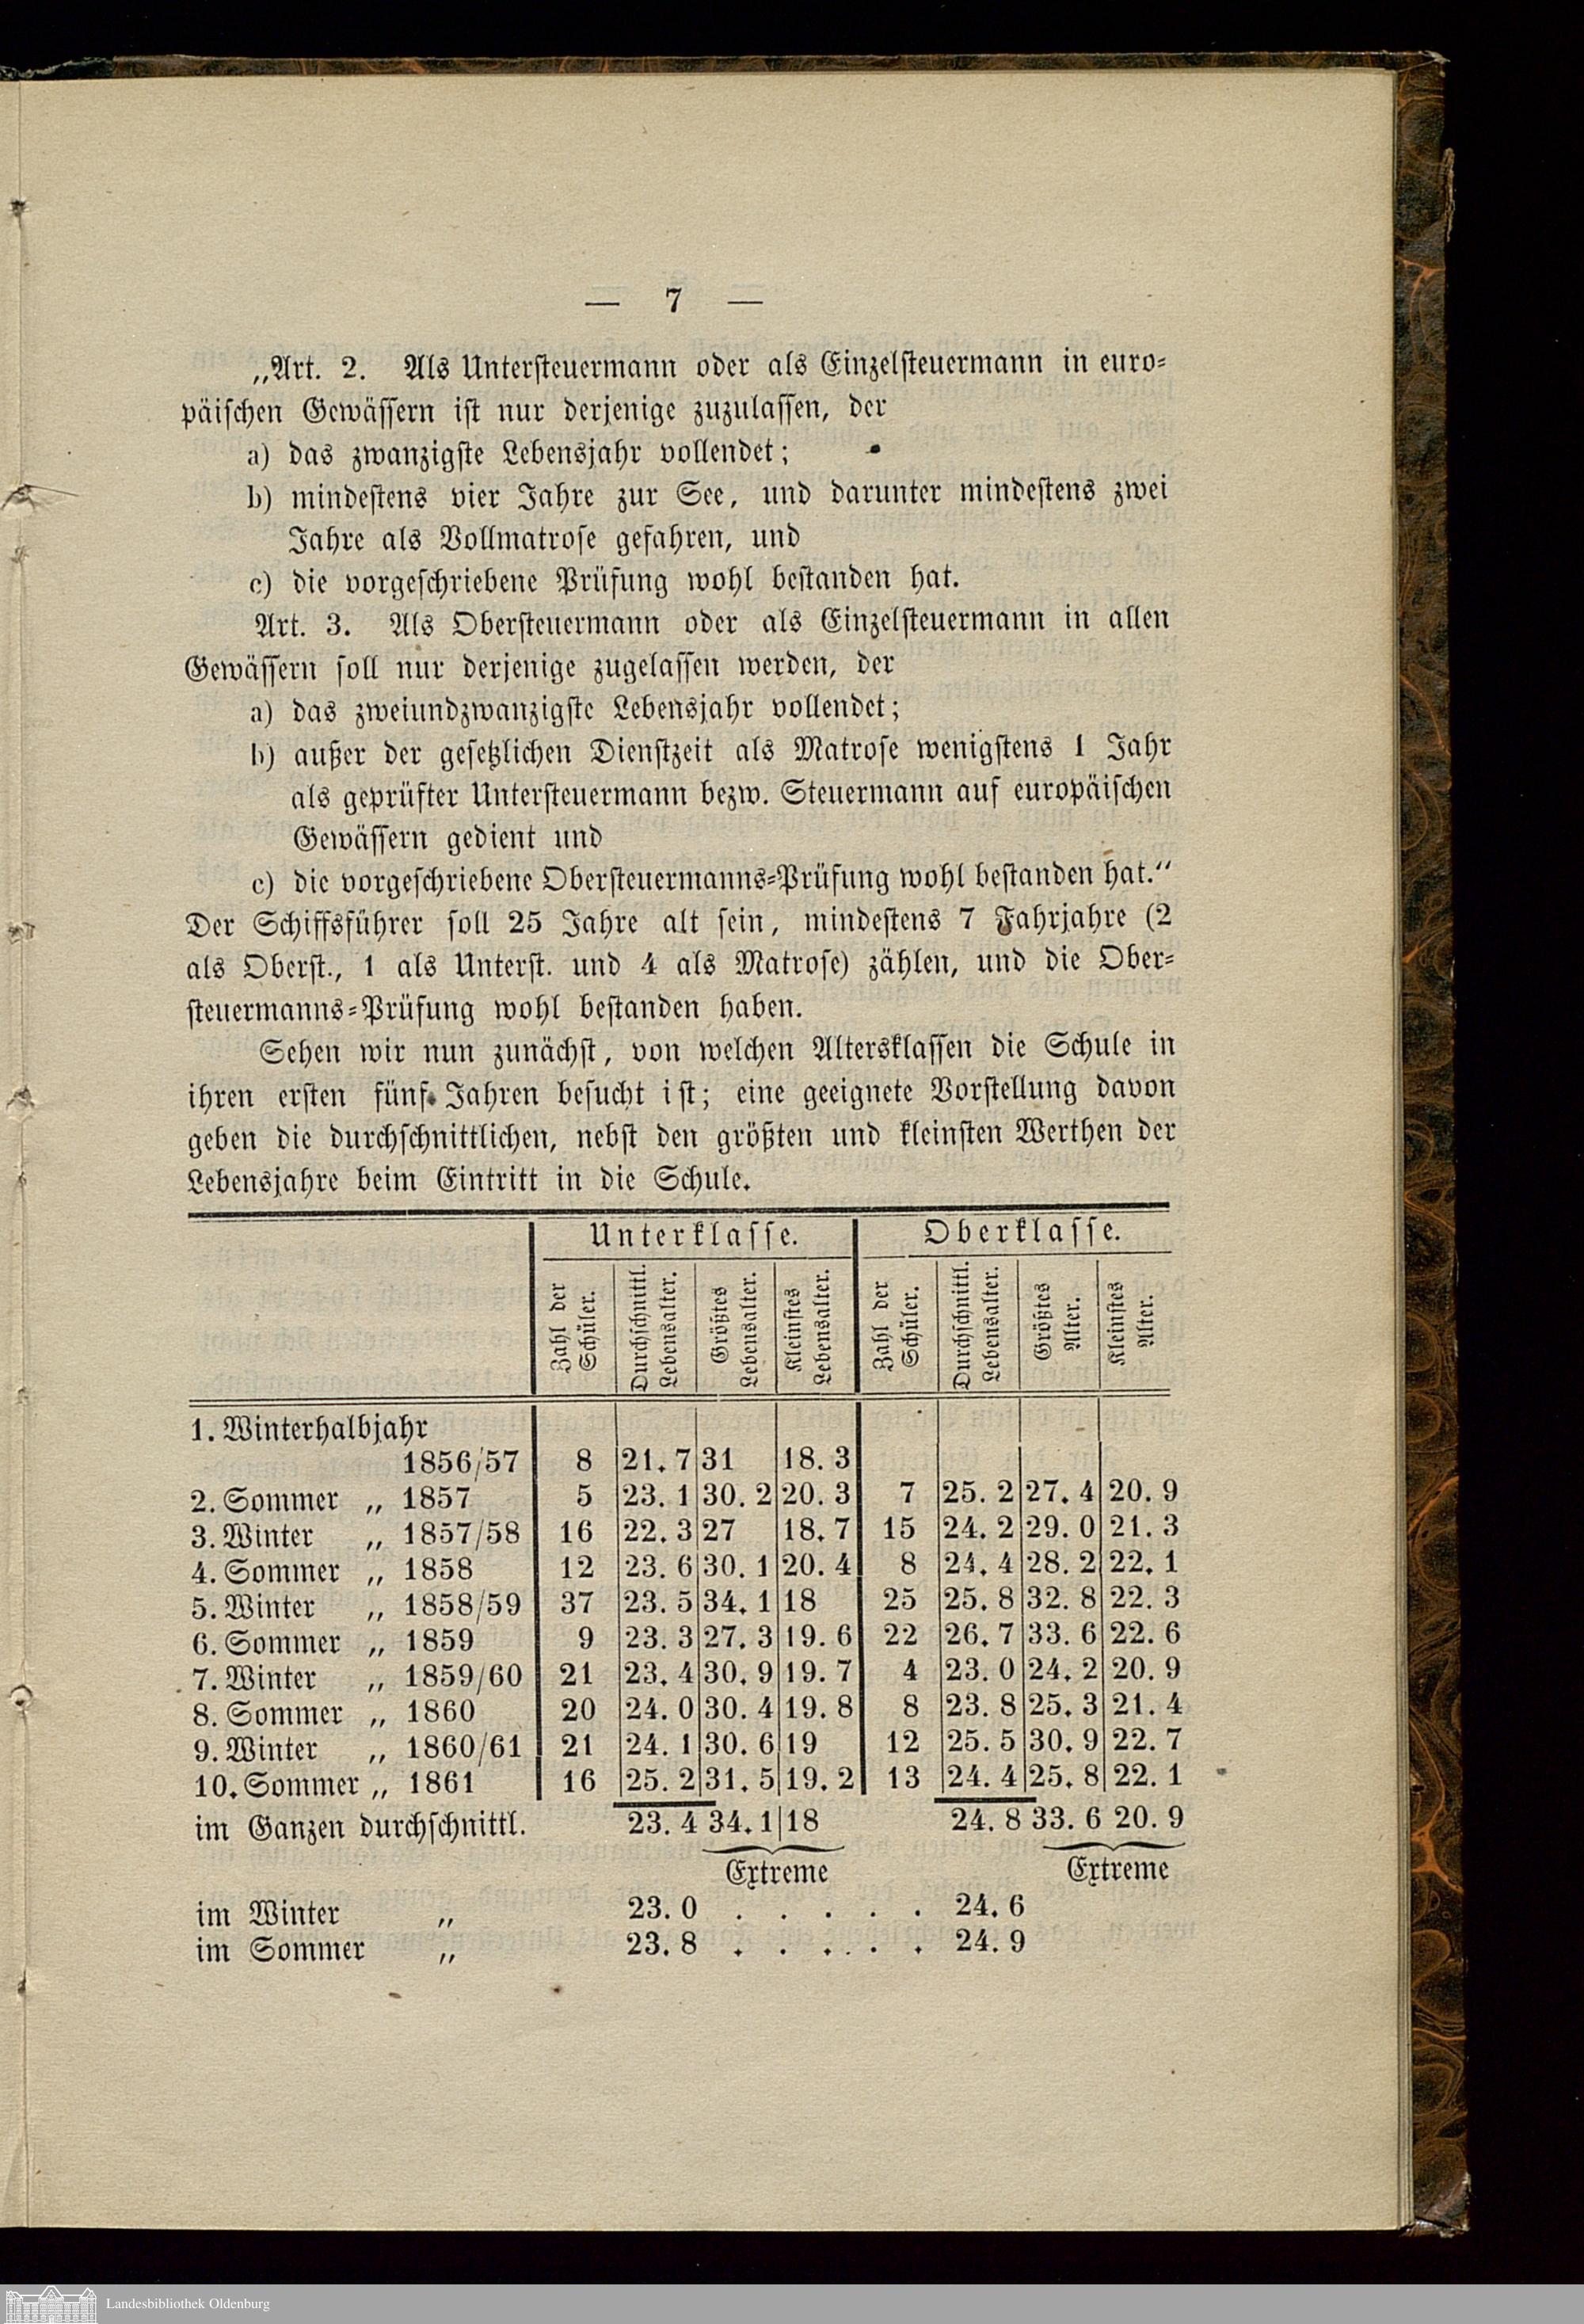 — 7 —
„Art. 2. Als Untersteuermann oder als Einzelsteuermann in euro-
päischen Gewässern ist nur derjenige zuzulassen, der
a) das zwanzigste Lebensjahr vollendet;
b) mindestens vier Jahre zur See, und darunter mindestens zwei
Jahre als Vollmatrose gefahren, und
c) die vorgeschriebene Prüfung wohl bestanden hat.
Art. 3. Als Obersteuermann oder als Einzelsteuermann in allen
Gewässern soll nur derjenige zugelassen werden, der
a) das zweiundzwanzigste Lebensjahr vollendet;
b) außer der gesetzlichen Dienstzeit als Matrose wenigstens 1 Jahr
als geprüfter Untersteuermann bezw. Steuermann auf europäischen
Gewässern gedient und
c) die vorgeschriebene Obersteuermanns-Prüfung wohl bestanden hat.“
Der Schiffsführer soll 25 Jahre alt sein, mindestens 7 Fahrjahre (2
als Oberst., 1 als Unterst. und 4 als Matrose) zählen, und die Ober-
steuermanns-Prüfung wohl bestanden haben.
Sehen wir nun zunächst, von welchen Altersklassen die Schule in
ihren ersten fünf Jahren besucht ist; eine geeignete Vorstellung davon
geben die durchschnittlichen, nebst den größten und kleinsten Werthen der
Lebensjahre beim Eintritt in die Schule.
Unterklasse. Oberklasse.
Zahl der Schüler. Durchschnittl. Lebensalter. Größtes Lebensalter. Kleinstes Lebensalter. Zahl der Schüler. Durchschnittl. Lebensalter. Größtes Alter. Kleinstes Alter.
1. Winterhalbjahr
1856/57 8 21.7 31 18.3
2. Sommer „ 1857 5 23.1 30.2 20.3 7 25.2 27.4 20.9
3. Winter „ 1857/58 16 22.3 27 18.7 15 24.2 29.0 21.3
4. Sommer „ 1858 12 23.6 30.1 20.4 8 24.4 28.2 22.1
5. Winter „ 1858/59 37 23.5 34.1 18 25 25.8 32.8 22.3
6. Sommer „ 1859 9 23.3 27.3 19.6 22 26.7 33.6 22.6
7. Winter „ 1859/60 21 23.4 30.9 19.7 4 23.0 24.2 20.9
8. Sommer „ 1860 20 24.0 30.4 19.8 8 23.8 25.3 21.4
9. Winter „ 1860/61 21 24.1 30.6 19 12 25.5 30.9 22.7
10. Sommer „ 1861 16 25.2 31.5 19.2 13 24.4 25.8 22.1
im Ganzen durchschnittl. 23.4 34.1 18 24.8 33.6 20.9
Extreme Extreme
im Winter „ 23.0 . . . . . 24.6
im Sommer „ 23.8 . . . . . 24.9
Landesbibliothek Oldenburg